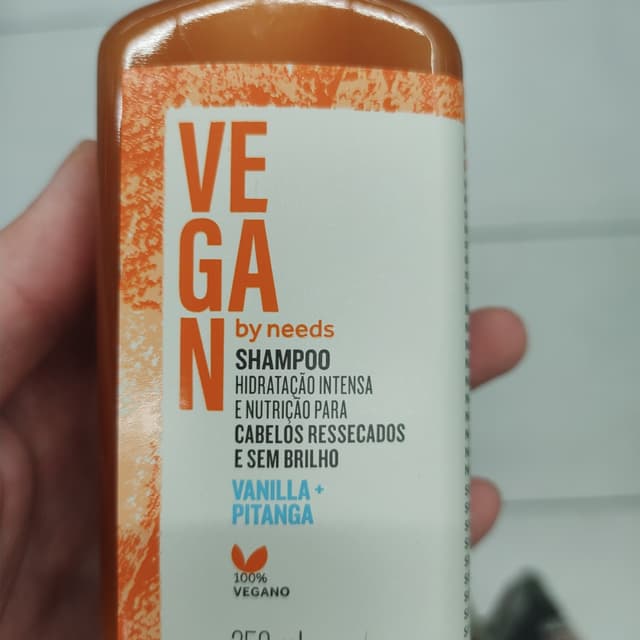 VE
GA
N
by needs
SHAMPOO
HIDRATAÇÃO INTENSA
E NUTRIÇÃO PARA
CABELOS RESSECADOS
E SEM BRILHO
VANILLA +
PITANGA
100%
VEGANO